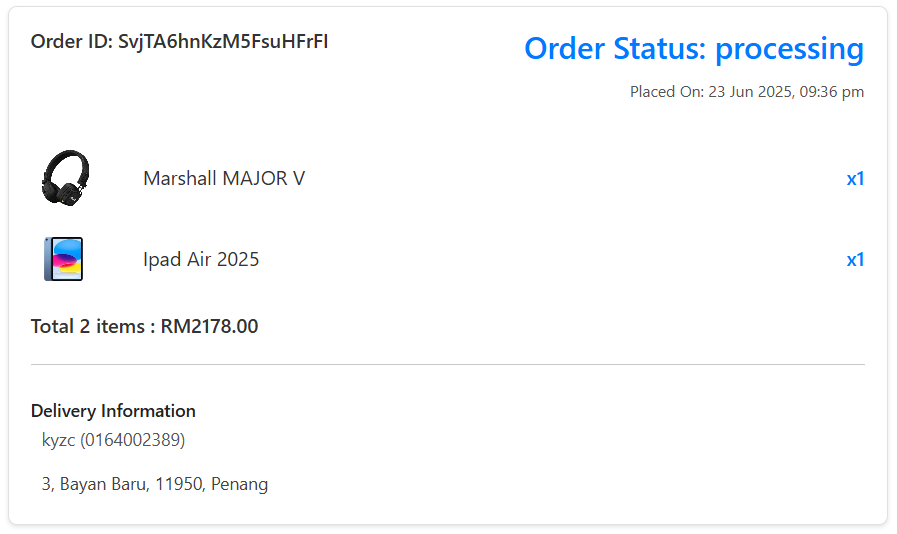 Order ID: SvjTA6hnKzM5FsuHFrFl
Order Status: processing
Placed On: 23 Jun 2025, 09:36 pm
Marshall MAJOR V
x1
Ipad Air 2025
x1
Total 2 items : RM2178.00
Delivery Information
kyzc (0164002389)
3, Bayan Baru, 11950, Penang